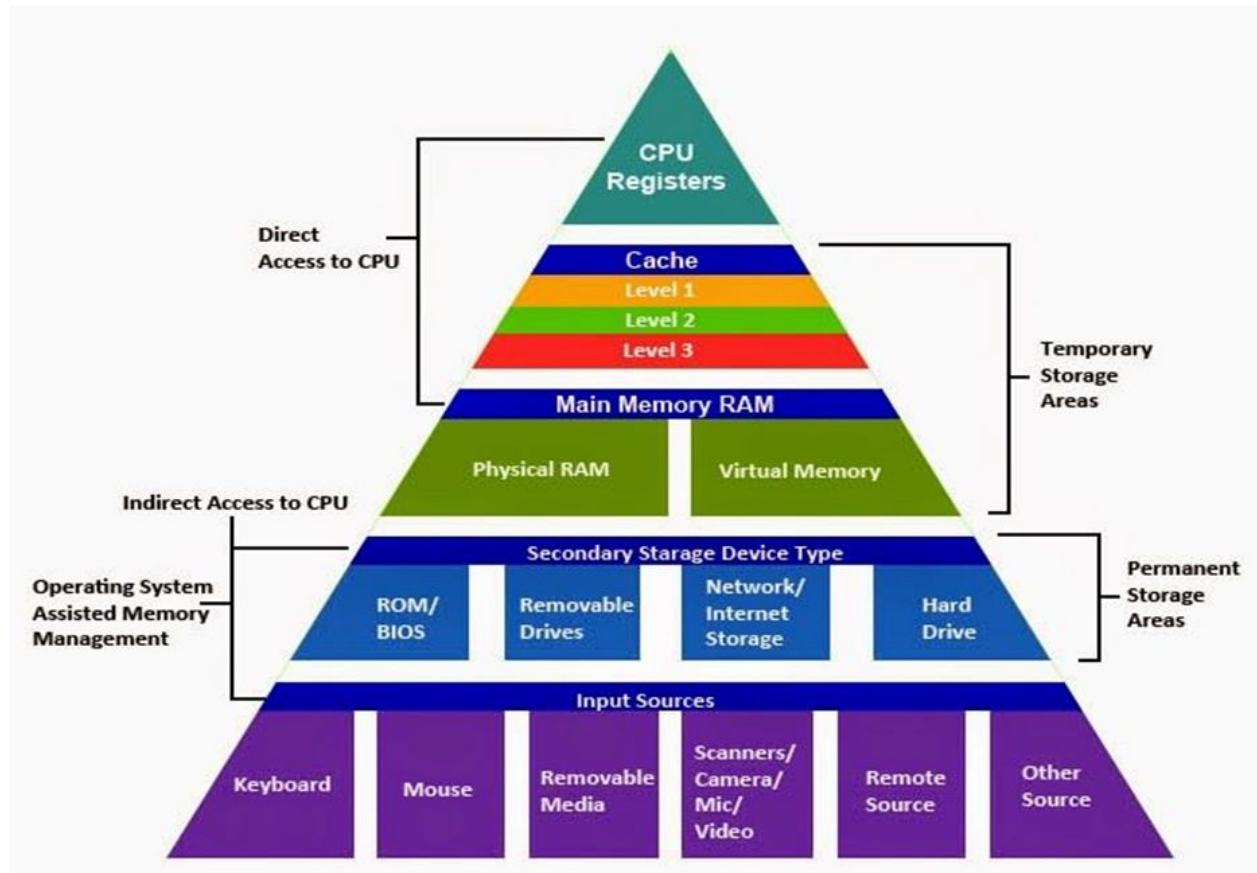 CPU
Registers
Direct
Access to CPU
Cache
Level 1
Level 2
Level 3
Temporary
Storage
Areas
Main Memory RAM
Physical RAM
Virtual Memory
Indirect Access to CPU
Operating System
Assisted Memory
Management
Secondary Starage Device Type
ROM/
BIOS
Removable
Drives
Network/
Internet
Storage
Hard
Drive
Permanent
Storage
Areas
Input Sources
Keyboard
Mouse
Removable
Media
Scanners/
Camera/
Mic/
Video
Remote
Source
Other
Source